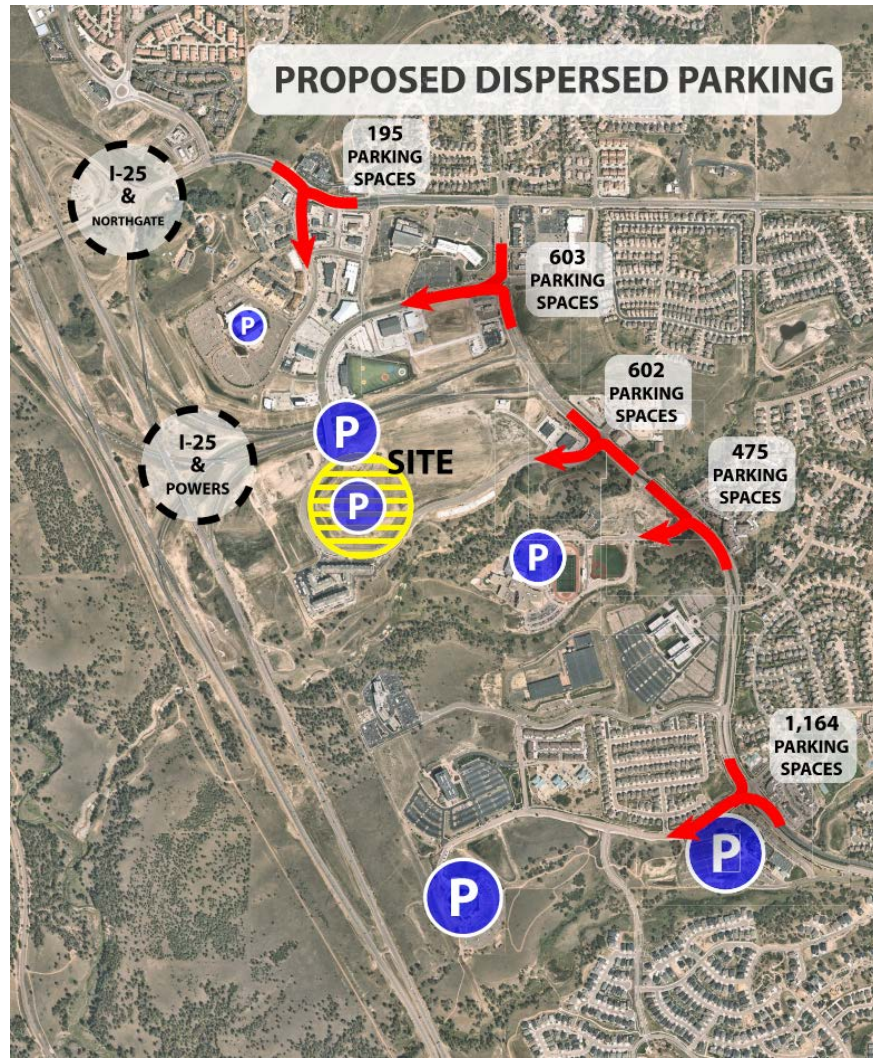 PROPOSED DISPERSED PARKING
195
PARKING
SPACES
I-25
&
NORTHGATE
603
PARKING
SPACES
P
602
PARKING
SPACES
P
I-25
&
POWERS
SITE
475
PARKING
SPACES
P
P
1,164
PARKING
SPACES
P
P